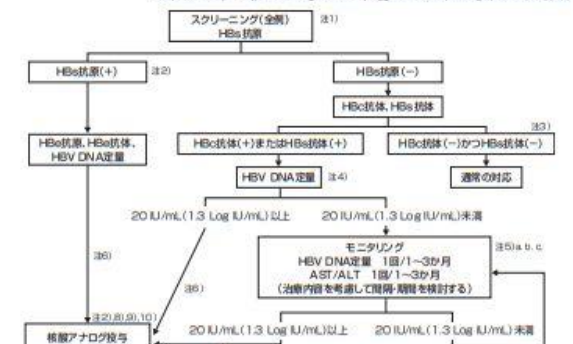 スクリーニング(全例) 注1)
HBs抗原
HBs抗原(+) 注2)
HBs抗原(-)
HBc抗体、HBs抗体
注3)
HBe抗原、HBe抗体、
HBV DNA定量
HBc抗体(+)またはHBs抗体(+)
HBc抗体(-)かつHBs抗体(-)
HBV DNA定量 注4)
通常の対応
20 IU/mL(1.3 Log IU/mL)以上
20 IU/mL(1.3 Log IU/mL)未満
注6)
注6)
モニタリング 注5)a.b.c.
HBV DNA定量 1回/1~3か月
AST/ALT 1回/1~3か月
(治療内容を考慮して間隔・期間を検討する)
注2),8),9),10)
核酸アナログ投与
20 IU/mL(1.3 Log IU/mL)以上
20 IU/mL(1.3 Log IU/mL)未満